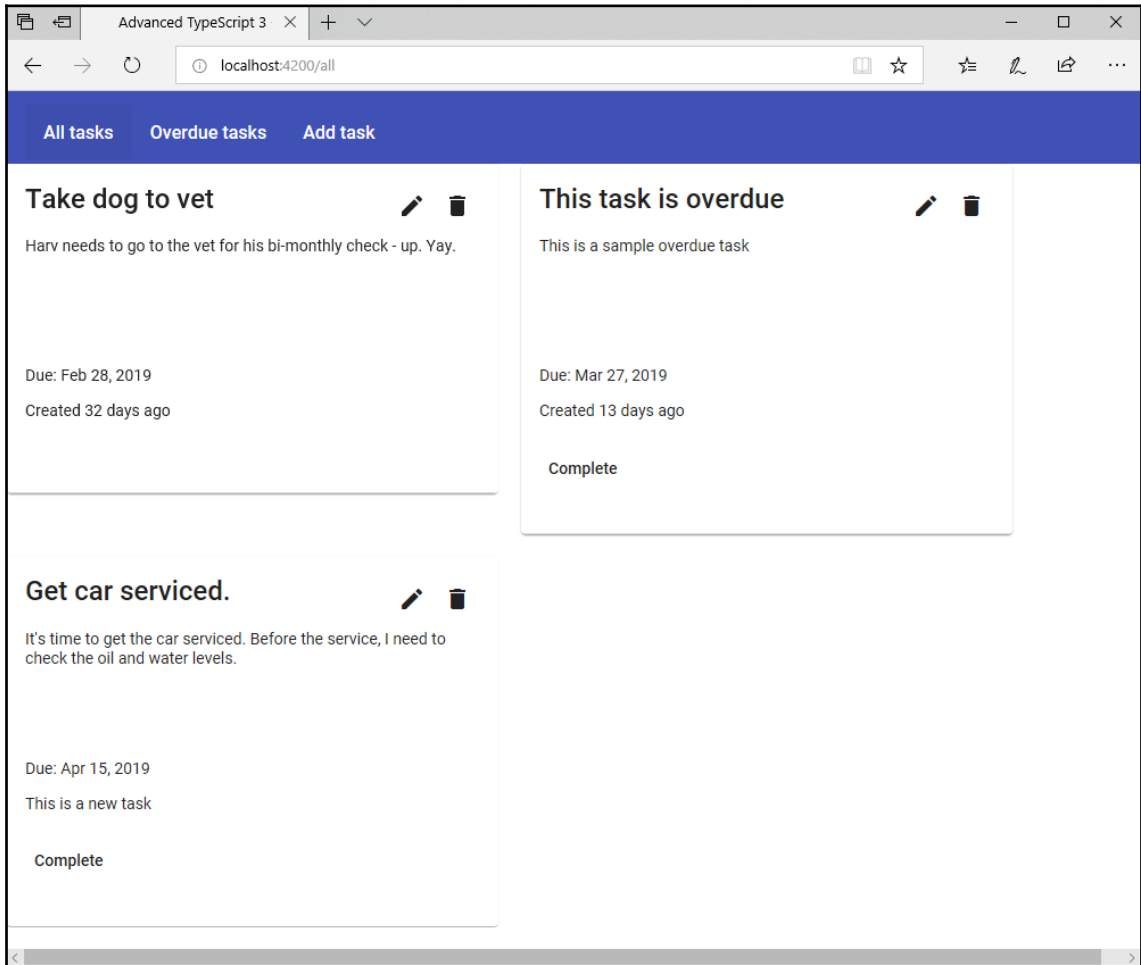 Advanced TypeScript 3
localhost:4200/all
All tasks Overdue tasks Add task
Take dog to vet
Harv needs to go to the vet for his bi-monthly check - up. Yay.
Due: Feb 28, 2019
Created 32 days ago
This task is overdue
This is a sample overdue task
Due: Mar 27, 2019
Created 13 days ago
Complete
Get car serviced.
It's time to get the car serviced. Before the service, I need to
check the oil and water levels.
Due: Apr 15, 2019
This is a new task
Complete